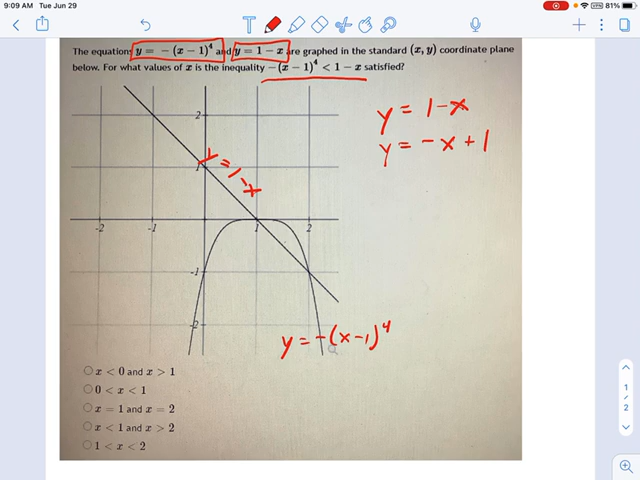 9:09 AM Tue Jun 29
VPN 81%
T
The equations y = −(x − 1)⁴ and y = 1 − x are graphed in the standard (x, y) coordinate plane
below. For what values of x is the inequality −(x − 1)⁴ < 1 − x satisfied?
y = 1-x
y = -x + 1
2
1
y = 1-x
-2 -1 1 2
-1
-2
y = -(x-1)⁴
x < 0 and x > 1
0 < x < 1
x = 1 and x = 2
x < 1 and x > 2
1 < x < 2
1
2